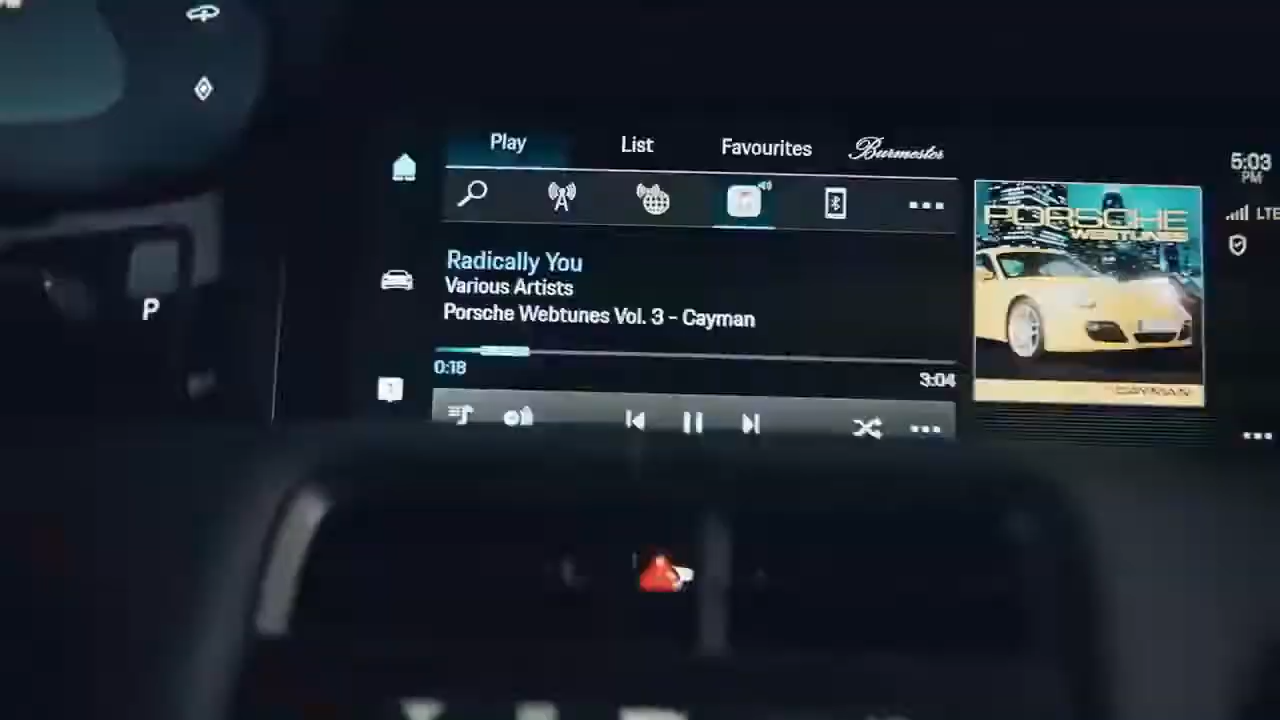 Play
List
Favourites
Burmester
Radically You
Various Artists
Porsche Webtunes Vol. 3 - Cayman
0:18
3:04
PORSCHE
WEBTUNES
CAYMAN
5:03
PM
LTE
P
1